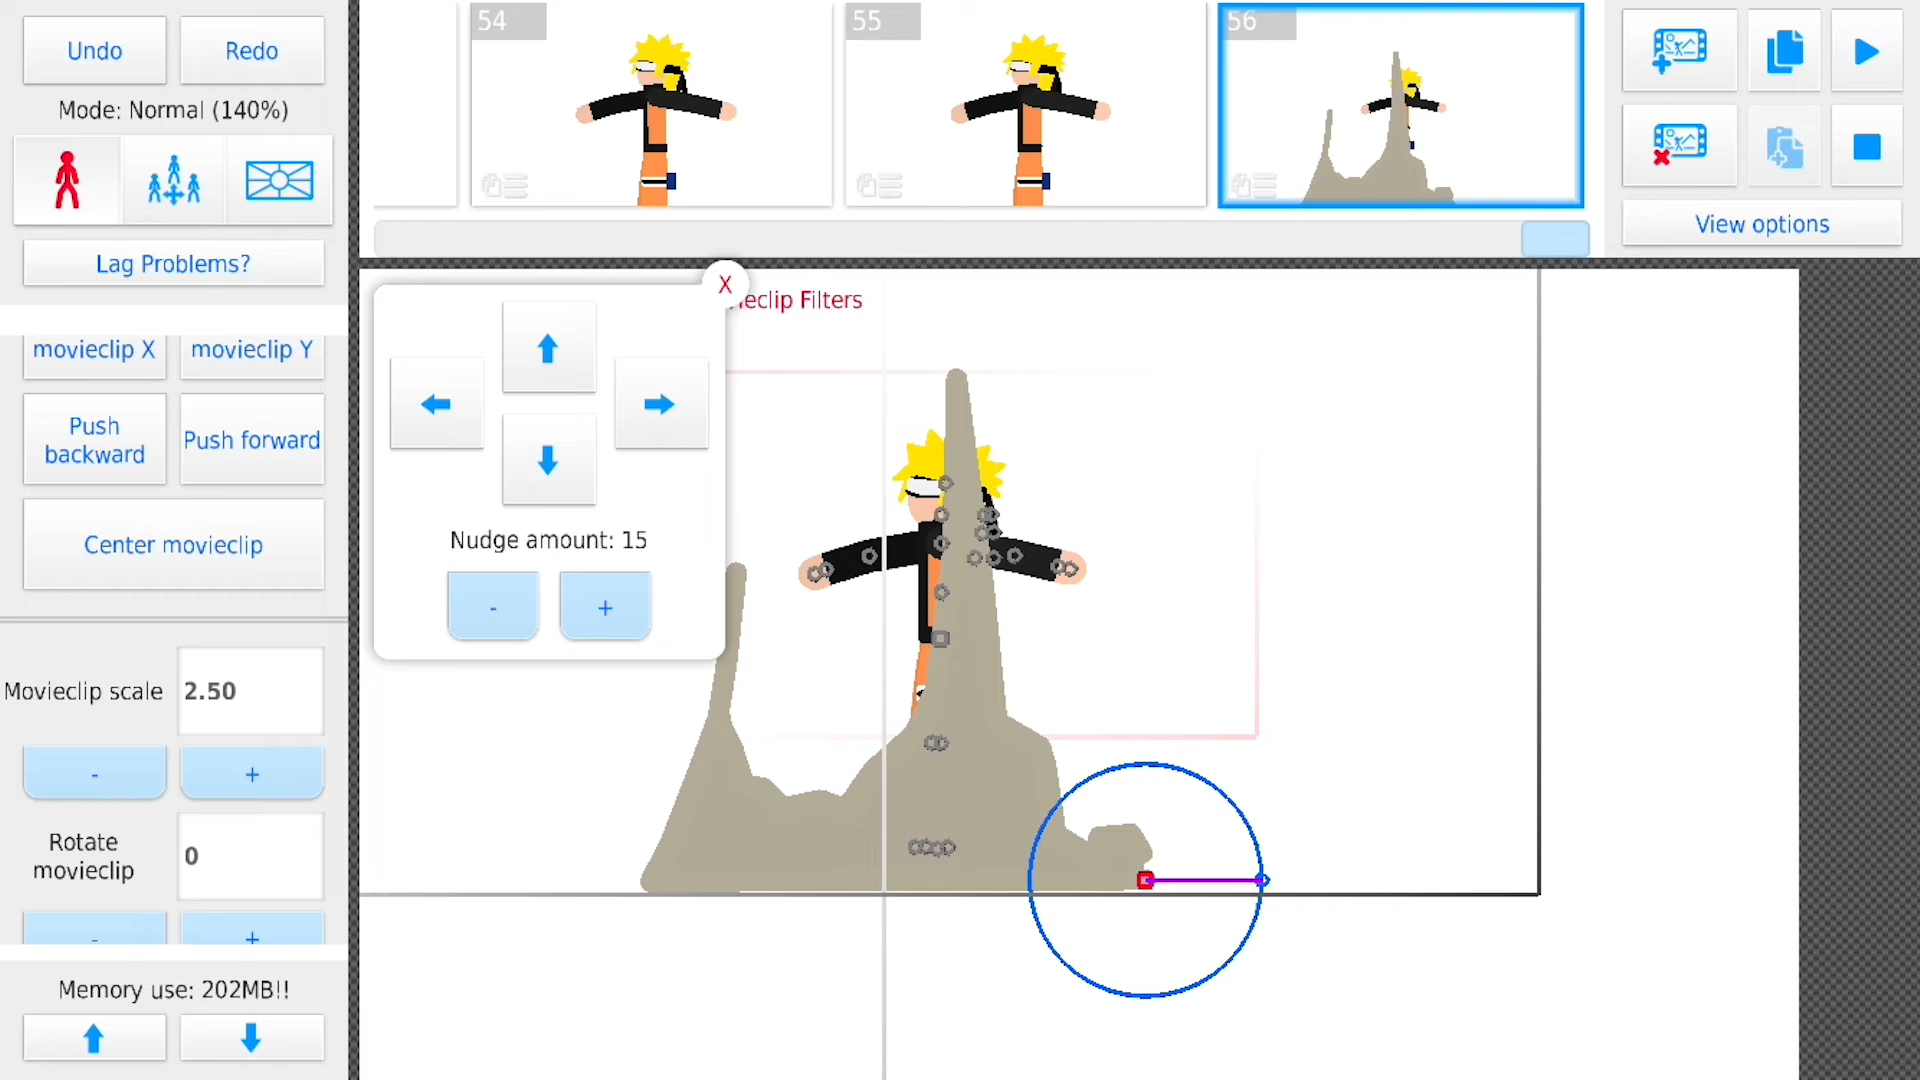 Undo
Redo
Mode: Normal (140%)
Lag Problems?
movieclip X
movieclip Y
Push
backward
Push forward
Center movieclip
Movieclip scale
2.50
-
+
Rotate
movieclip
0
-
+
Memory use: 202MB!!
54
55
56
View options
X
Filters
Nudge amount: 15
-
+